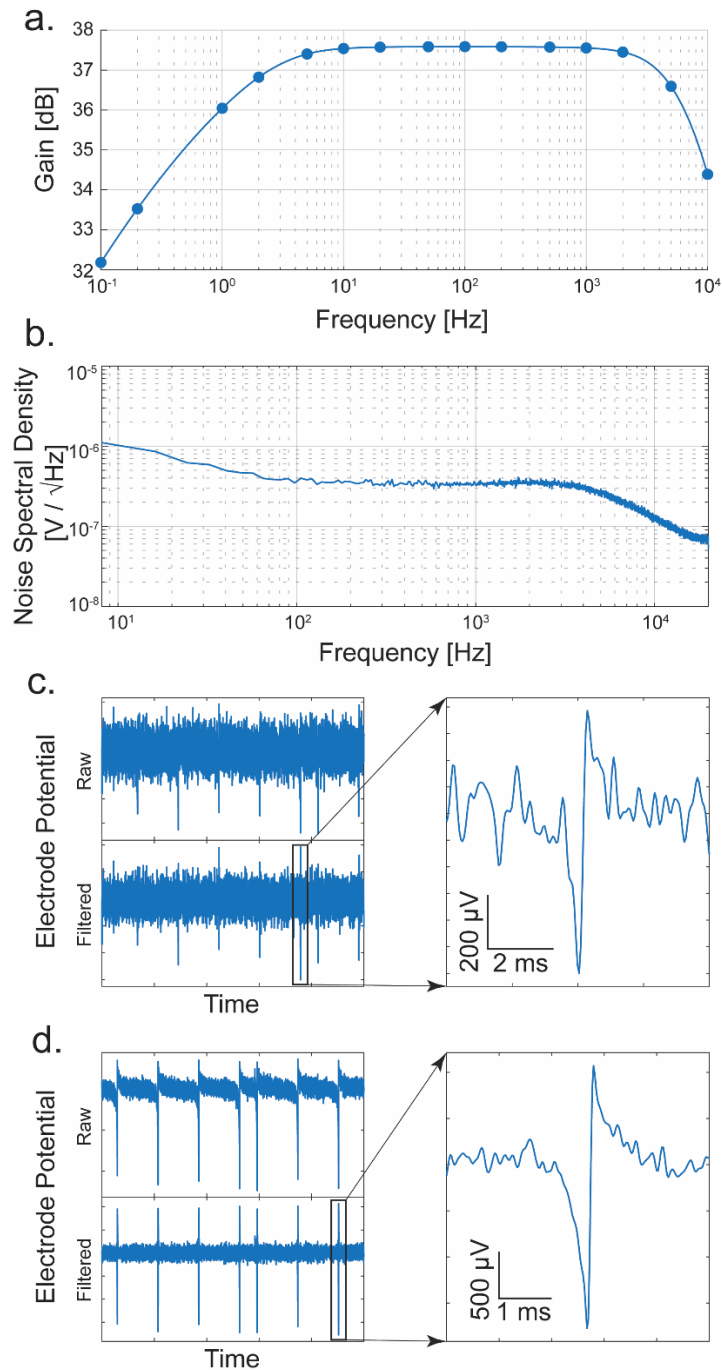 a.
38
37
36
35
34
33
32
Gain [dB]
10⁻¹ 10⁰ 10¹ 10² 10³ 10⁴
Frequency [Hz]
b.
10⁻⁵
10⁻⁶
10⁻⁷
10⁻⁸
Noise Spectral Density
[V / √Hz]
10¹ 10² 10³ 10⁴
Frequency [Hz]
c.
Electrode Potential
Raw
Filtered
Time
200 µV
2 ms
d.
Electrode Potential
Raw
Filtered
Time
500 µV
1 ms